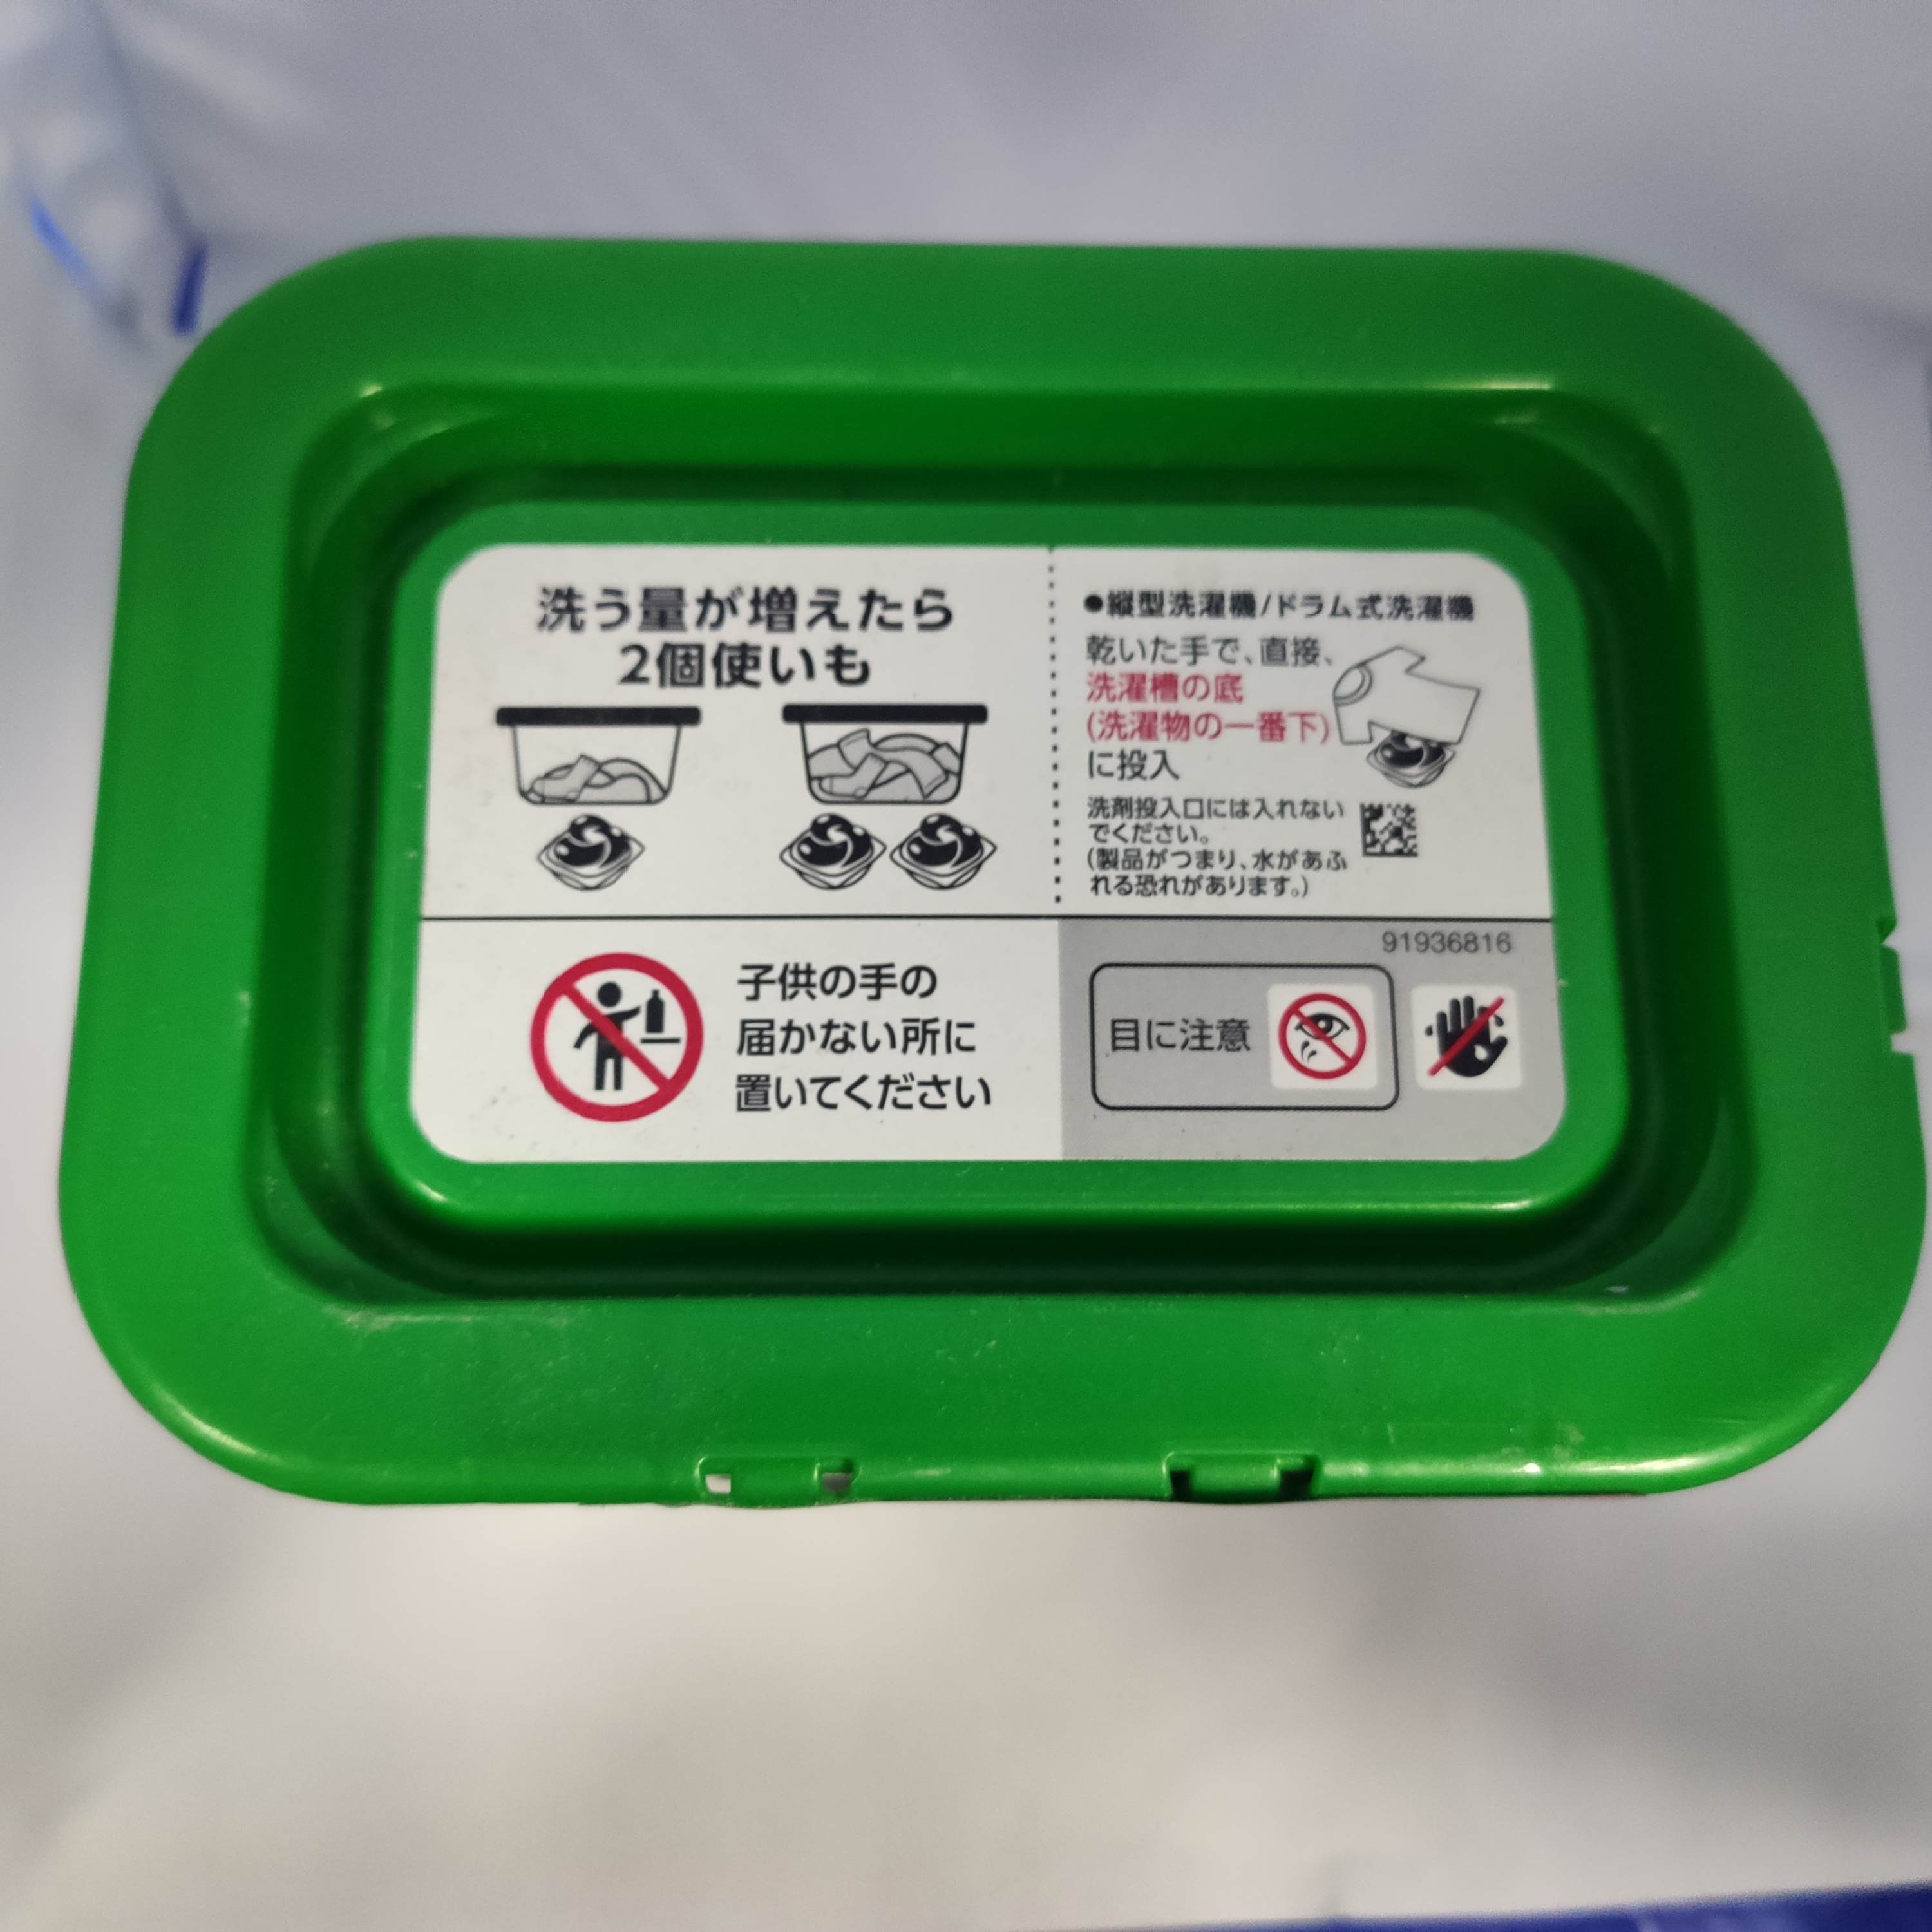 洗う量が増えたら
2個使いも
●縦型洗濯機/ドラム式洗濯機
乾いた手で、直接、
洗濯槽の底
(洗濯物の一番下)
に投入
洗剤投入口には入れない
でください。
(製品がつまり、水があふ
れる恐れがあります。)
子供の手の
届かない所に
置いてください
91936816
目に注意